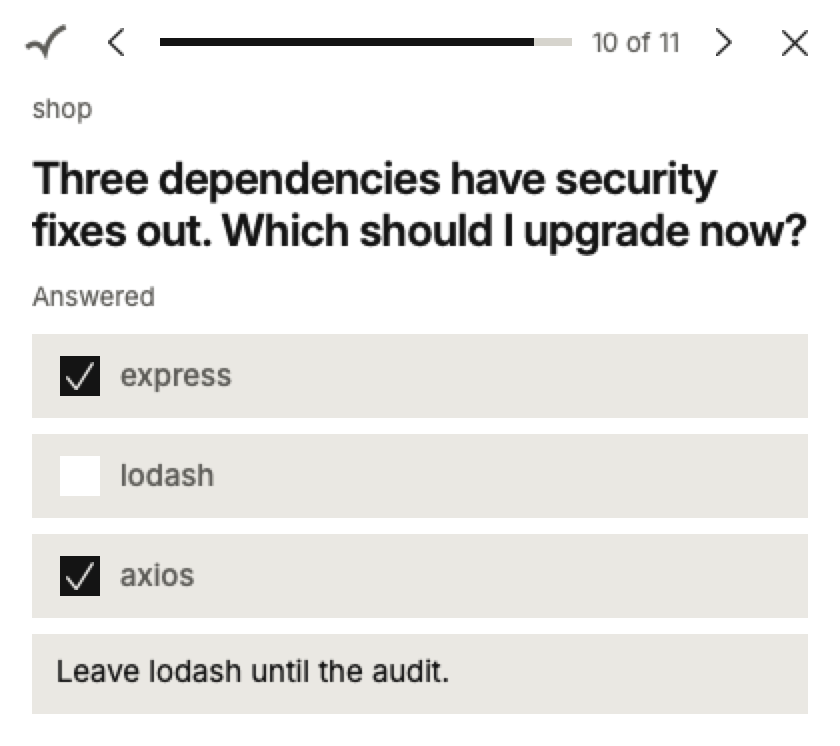 10 of 11
shop
Three dependencies have security
fixes out. Which should I upgrade now?
Answered
express
lodash
axios
Leave lodash until the audit.